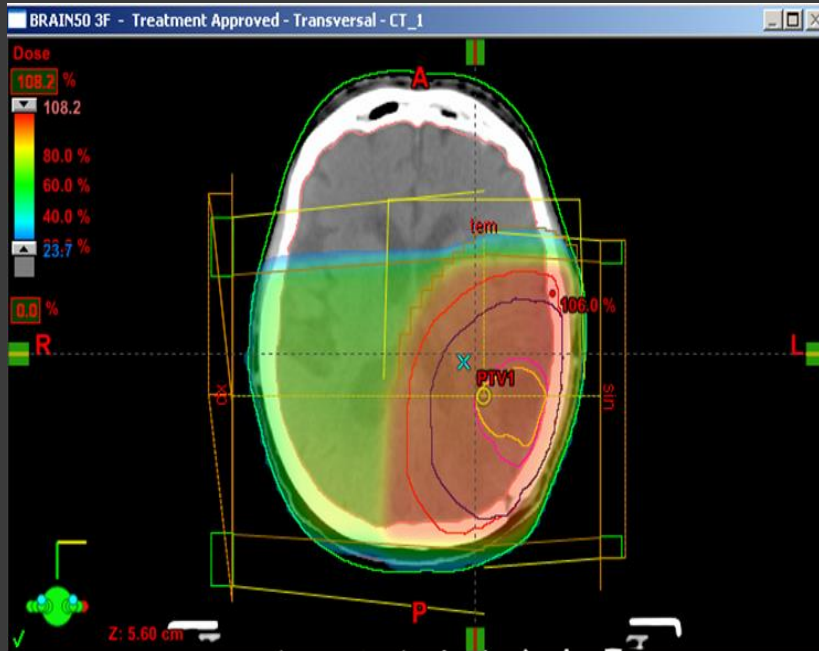 BRAIN50 3F - Treatment Approved - Transversal - CT_1
Dose
108.2 %
108.2
80.0 %
60.0 %
40.0 %
23.7 %
0.0 %
A
tem
106.0 %
R
L
PTV1
dx
sin
P
Z: 5.60 cm